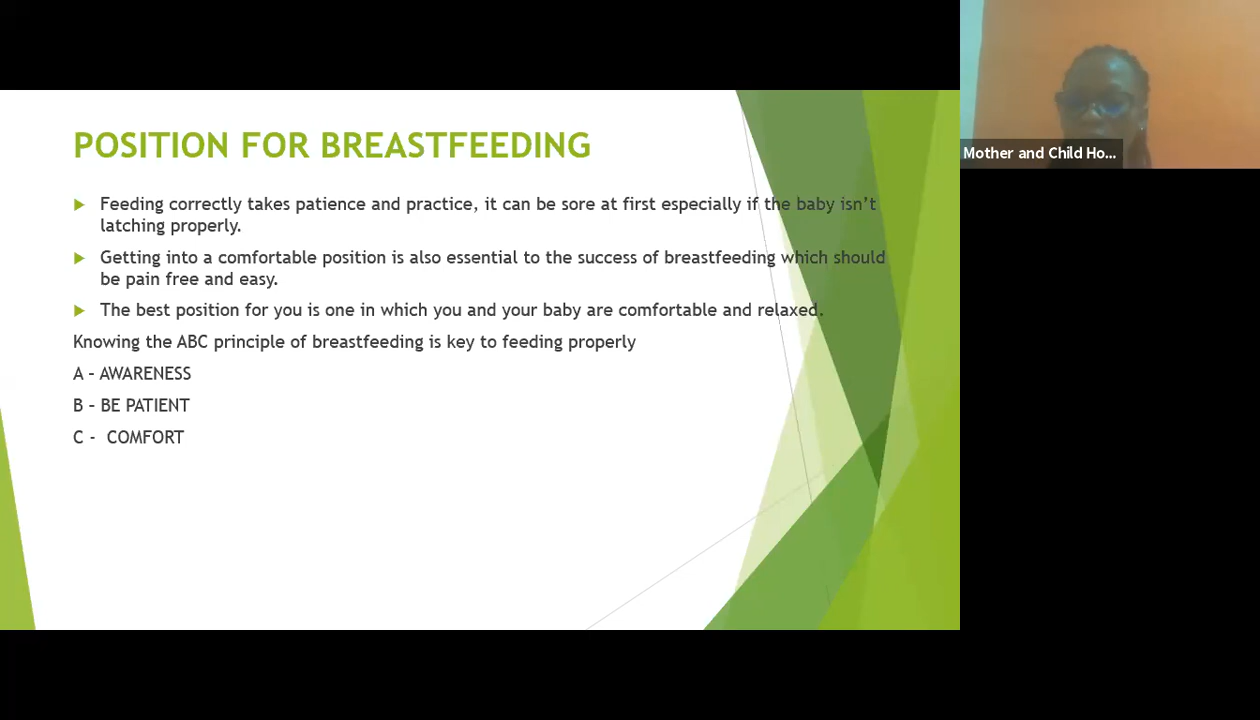 POSITION FOR BREASTFEEDING
Feeding correctly takes patience and practice, it can be sore at first especially if the baby isn't
latching properly.
Getting into a comfortable position is also essential to the success of breastfeeding which should
be pain free and easy.
The best position for you is one in which you and your baby are comfortable and relaxed.
Knowing the ABC principle of breastfeeding is key to feeding properly
A – AWARENESS
B – BE PATIENT
C - COMFORT
Mother and Child Ho...